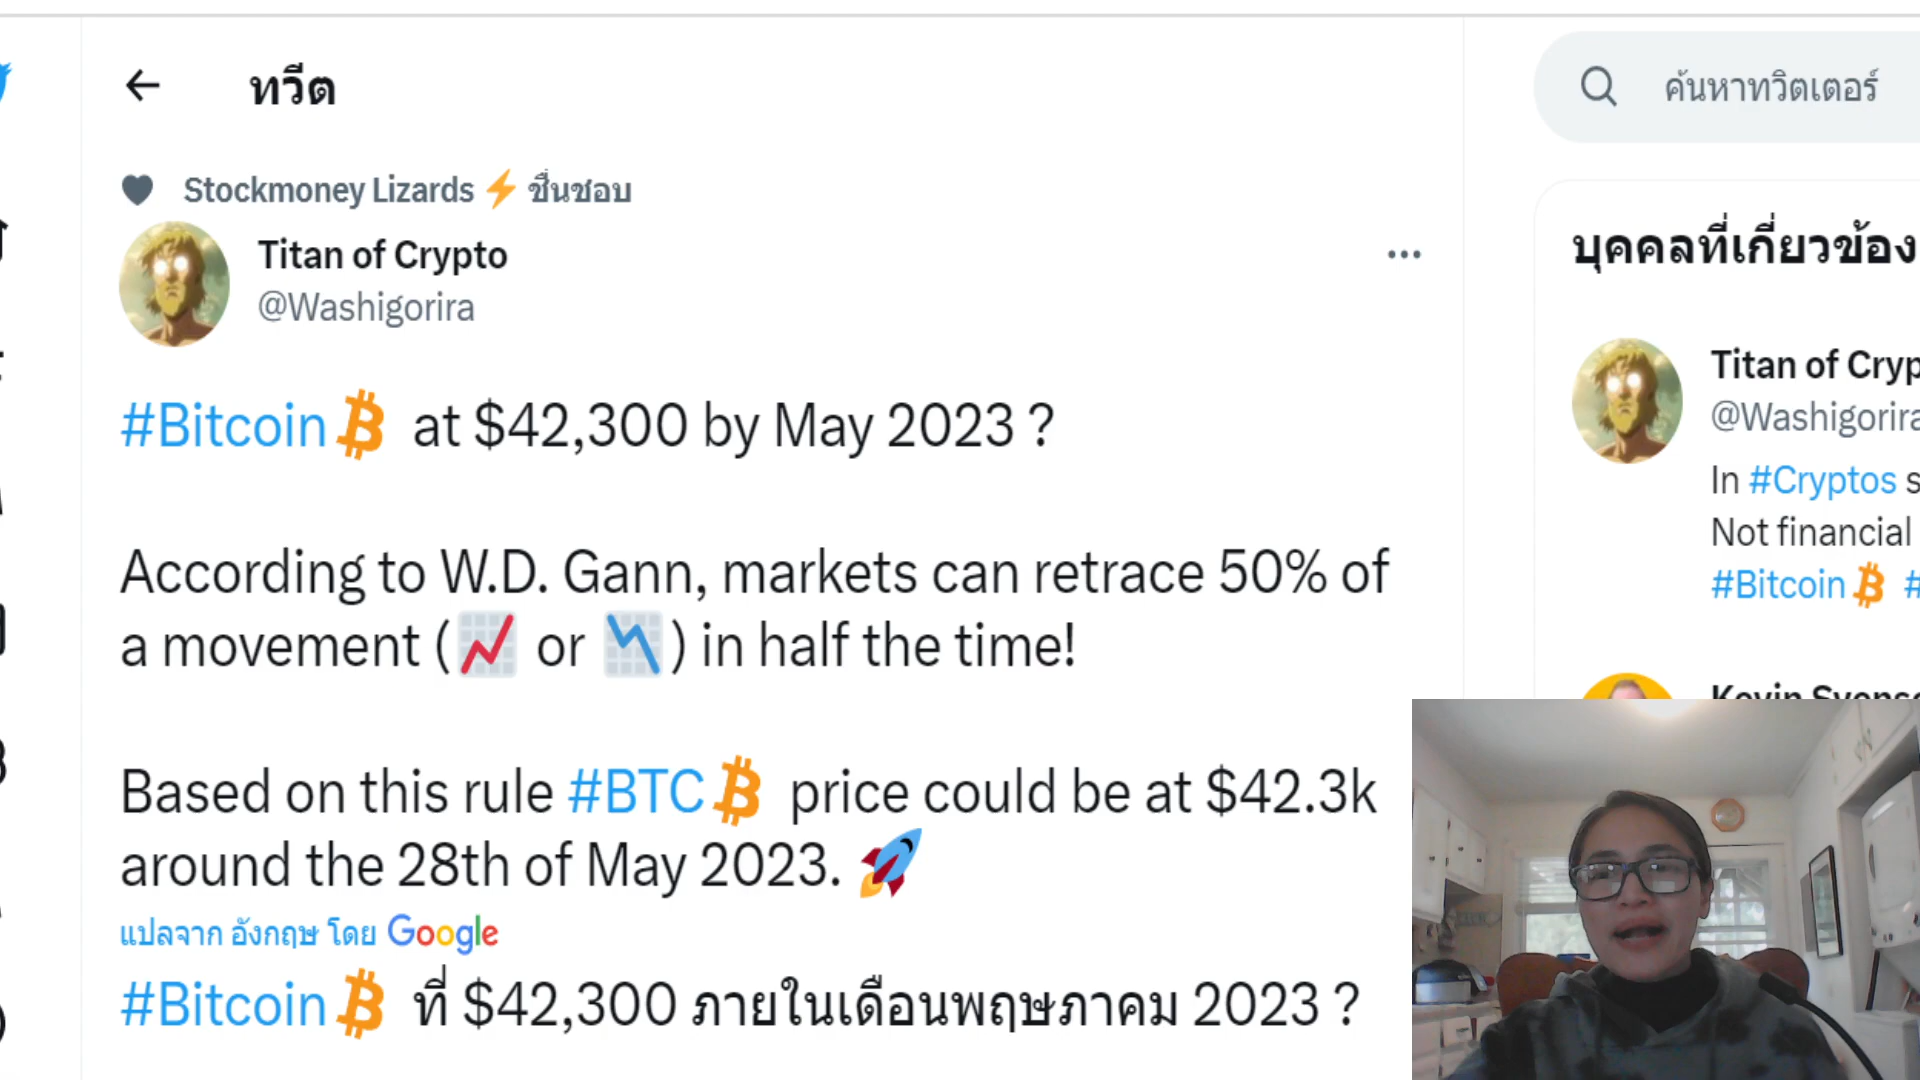 ทวีต
ค้นหาทวิตเตอร์
Stockmoney Lizards ⚡ ชื่นชอบ
Titan of Crypto
@Washigorira
#Bitcoin at $42,300 by May 2023 ?
According to W.D. Gann, markets can retrace 50% of
a movement (📈 or 📉) in half the time!
Based on this rule #BTC price could be at $42.3k
around the 28th of May 2023. 🚀
แปลจาก อังกฤษ โดย Google
#Bitcoin ที่ $42,300 ภายในเดือนพฤษภาคม 2023 ?
บุคคลที่เกี่ยวข้อง
Titan of Cryp
@Washigorira
In #Cryptos s
Not financial
#Bitcoin #